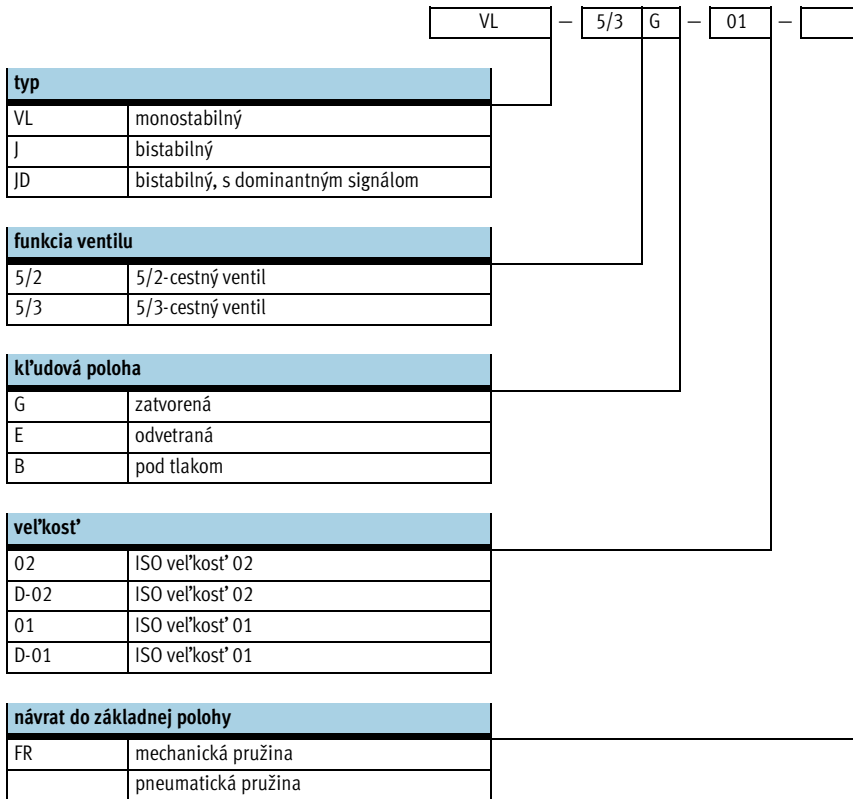 VL – 5/3 G – 01 –
typ
VL monostabilný
J bistabilný
JD bistabilný, s dominantným signálom
funkcia ventilu
5/2 5/2-cestný ventil
5/3 5/3-cestný ventil
kľudová poloha
G zatvorená
E odvetraná
B pod tlakom
veľkosť
02 ISO veľkosť 02
D-02 ISO veľkosť 02
01 ISO veľkosť 01
D-01 ISO veľkosť 01
návrat do základnej polohy
FR mechanická pružina
pneumatická pružina